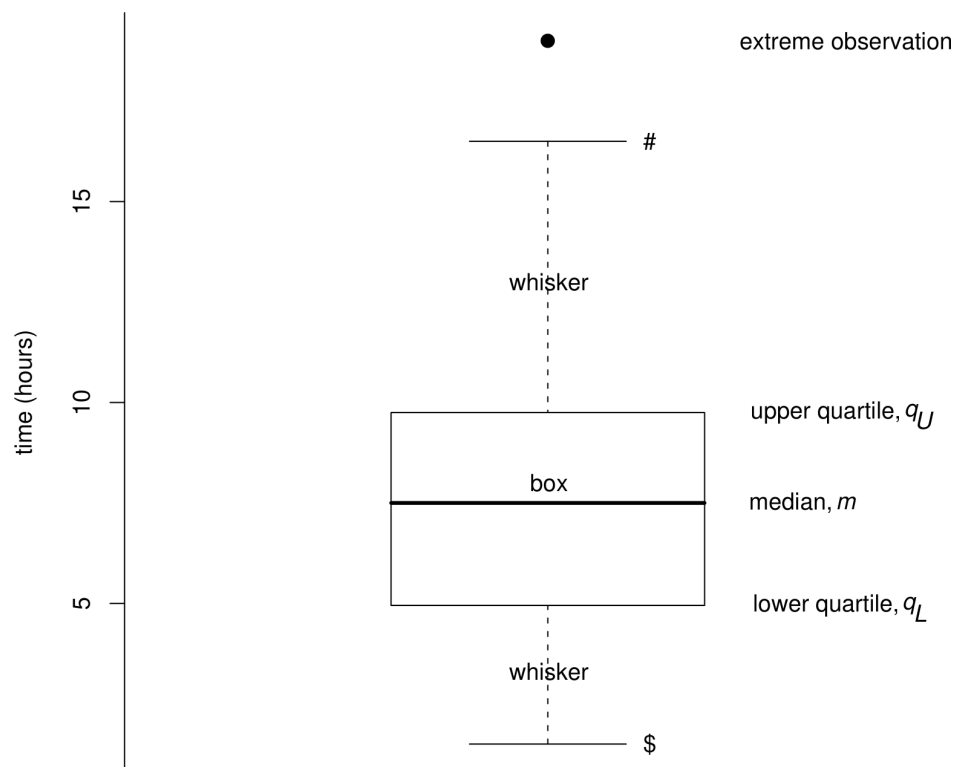 extreme observation
#
15
whisker
time (hours)
10
upper quartile, qU
box
median, m
5
lower quartile, qL
whisker
$